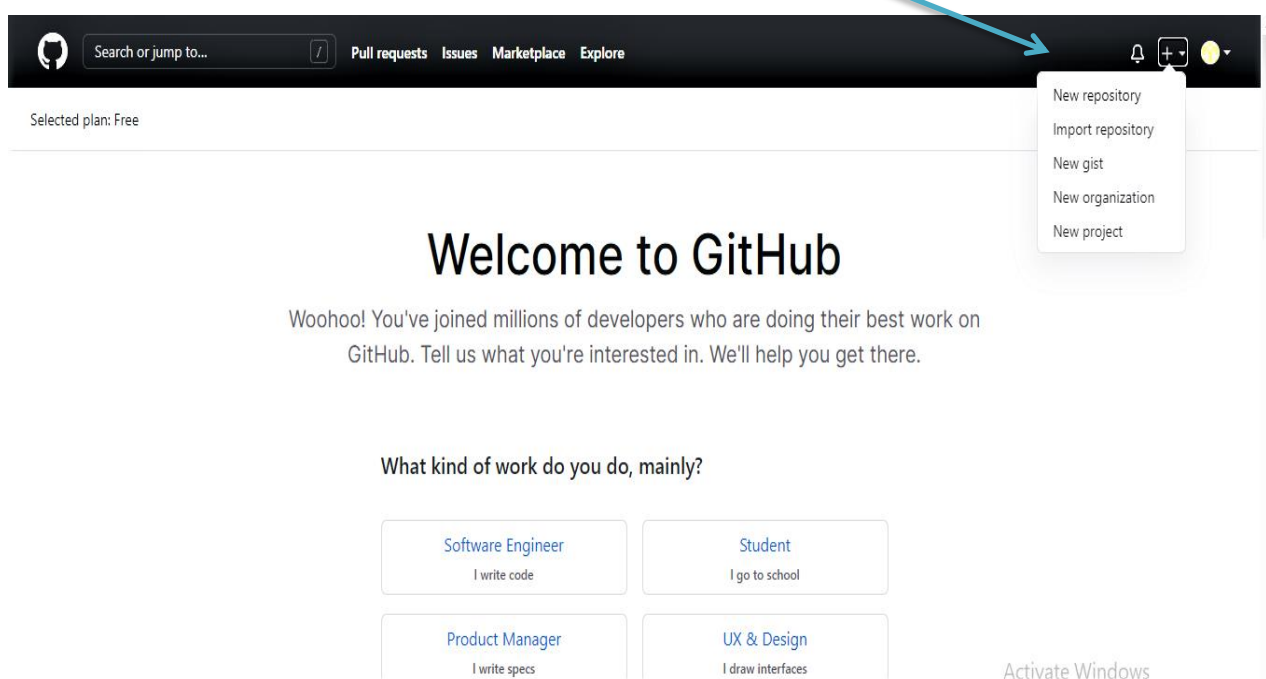 Search or jump to... / Pull requests Issues Marketplace Explore
New repository
Selected plan: Free
Import repository
New gist
New organization
New project
Welcome to GitHub
Woohoo! You've joined millions of developers who are doing their best work on
GitHub. Tell us what you're interested in. We'll help you get there.
What kind of work do you do, mainly?
Software Engineer
I write code
Student
I go to school
Product Manager
I write specs
UX & Design
I draw interfaces
Activate Windows